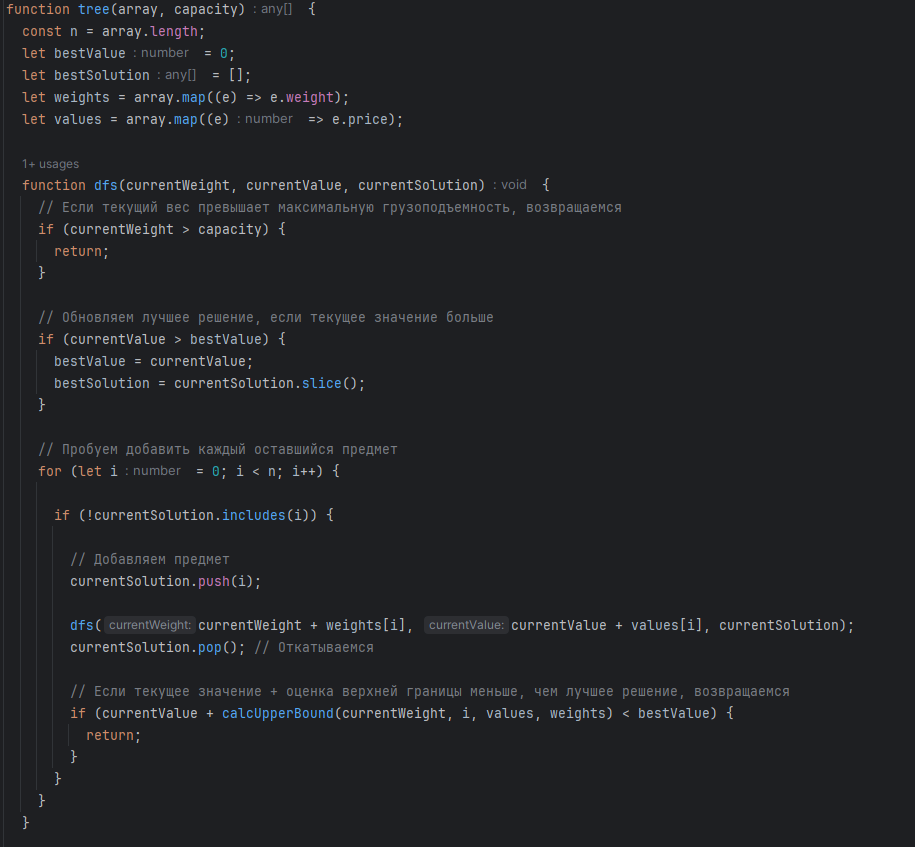 function tree(array, capacity) : any[] {
const n = array.length;
let bestValue : number = 0;
let bestSolution : any[] = [];
let weights = array.map((e) => e.weight);
let values = array.map((e) : number => e.price);
1+ usages
function dfs(currentWeight, currentValue, currentSolution) : void {
// Если текущий вес превышает максимальную грузоподъемность, возвращаемся
if (currentWeight > capacity) {
return;
}
// Обновляем лучшее решение, если текущее значение больше
if (currentValue > bestValue) {
bestValue = currentValue;
bestSolution = currentSolution.slice();
}
// Пробуем добавить каждый оставшийся предмет
for (let i : number = 0; i < n; i++) {
if (!currentSolution.includes(i)) {
// Добавляем предмет
currentSolution.push(i);
dfs( currentWeight: currentWeight + weights[i], currentValue: currentValue + values[i], currentSolution);
currentSolution.pop(); // Откатываемся
// Если текущее значение + оценка верхней границы меньше, чем лучшее решение, возвращаемся
if (currentValue + calcUpperBound(currentWeight, i, values, weights) < bestValue) {
return;
}
}
}
}